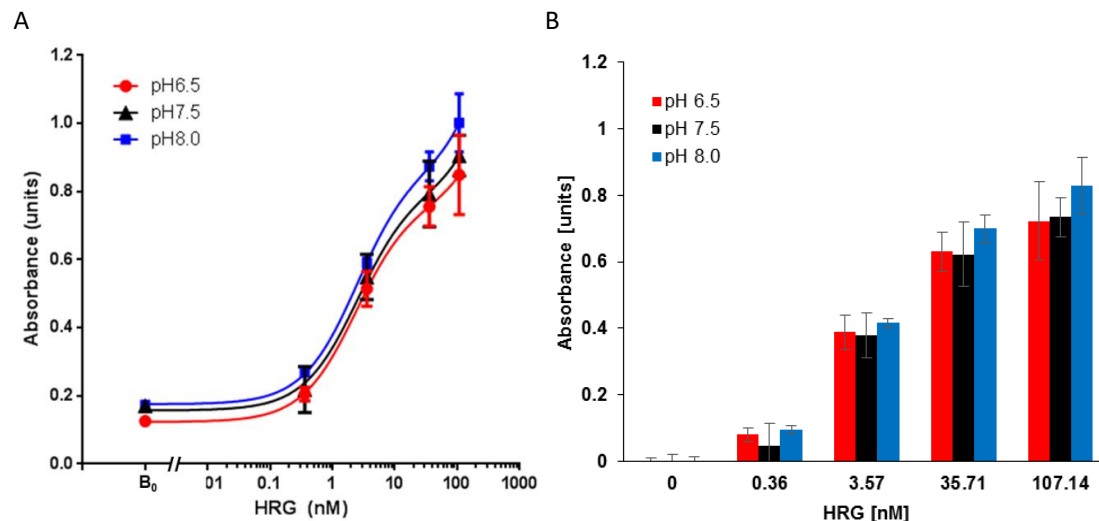 A
Absorbance (units)
1.2
1.0
0.8
0.6
0.4
0.2
0.0
pH6.5
pH7.5
pH8.0
B0
01 0.1 1 10 100 1000
HRG (nM)
B
Absorbance [units]
1.2
1
0.8
0.6
0.4
0.2
0
pH 6.5
pH 7.5
pH 8.0
0 0.36 3.57 35.71 107.14
HRG [nM]